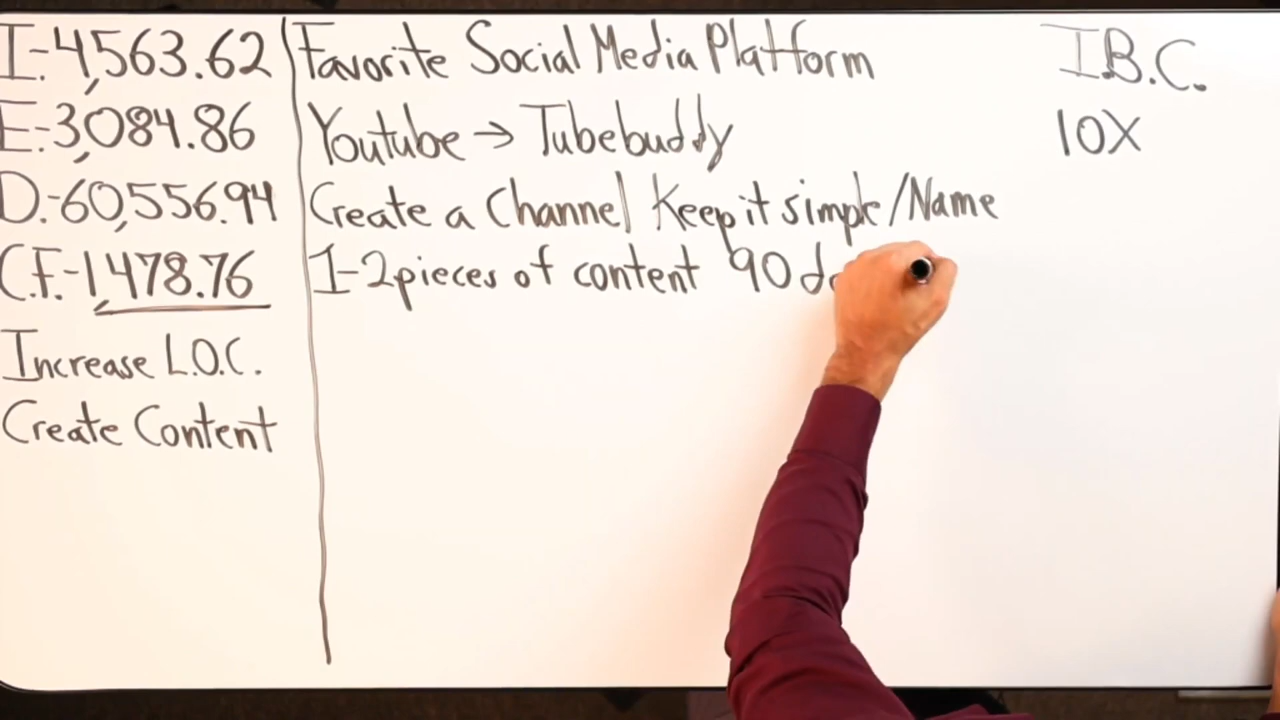 I.-4,563.62
E.-3,084.86
D.-60,556.94
C.F.-1,478.76
Increase L.O.C.
Create Content
Favorite Social Media Platform
Youtube → Tubebuddy
Create a Channel Keep it simple/Name
1-2 pieces of content 90
I.B.C.
10X